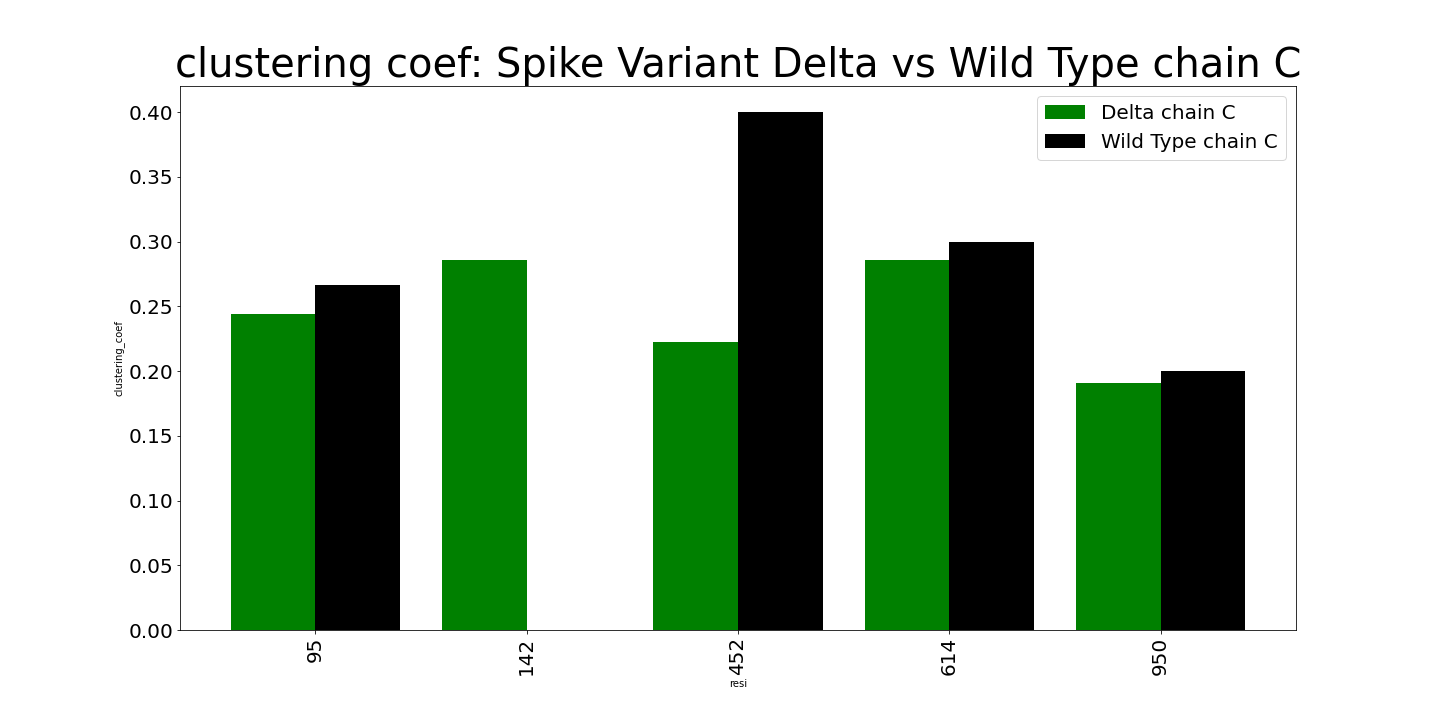 clustering coef: Spike Variant Delta vs Wild Type chain C
Delta chain C
Wild Type chain C
0.40
0.35
0.30
0.25
0.20
0.15
0.10
0.05
0.00
clustering_coef
95
142
452
614
950
resi